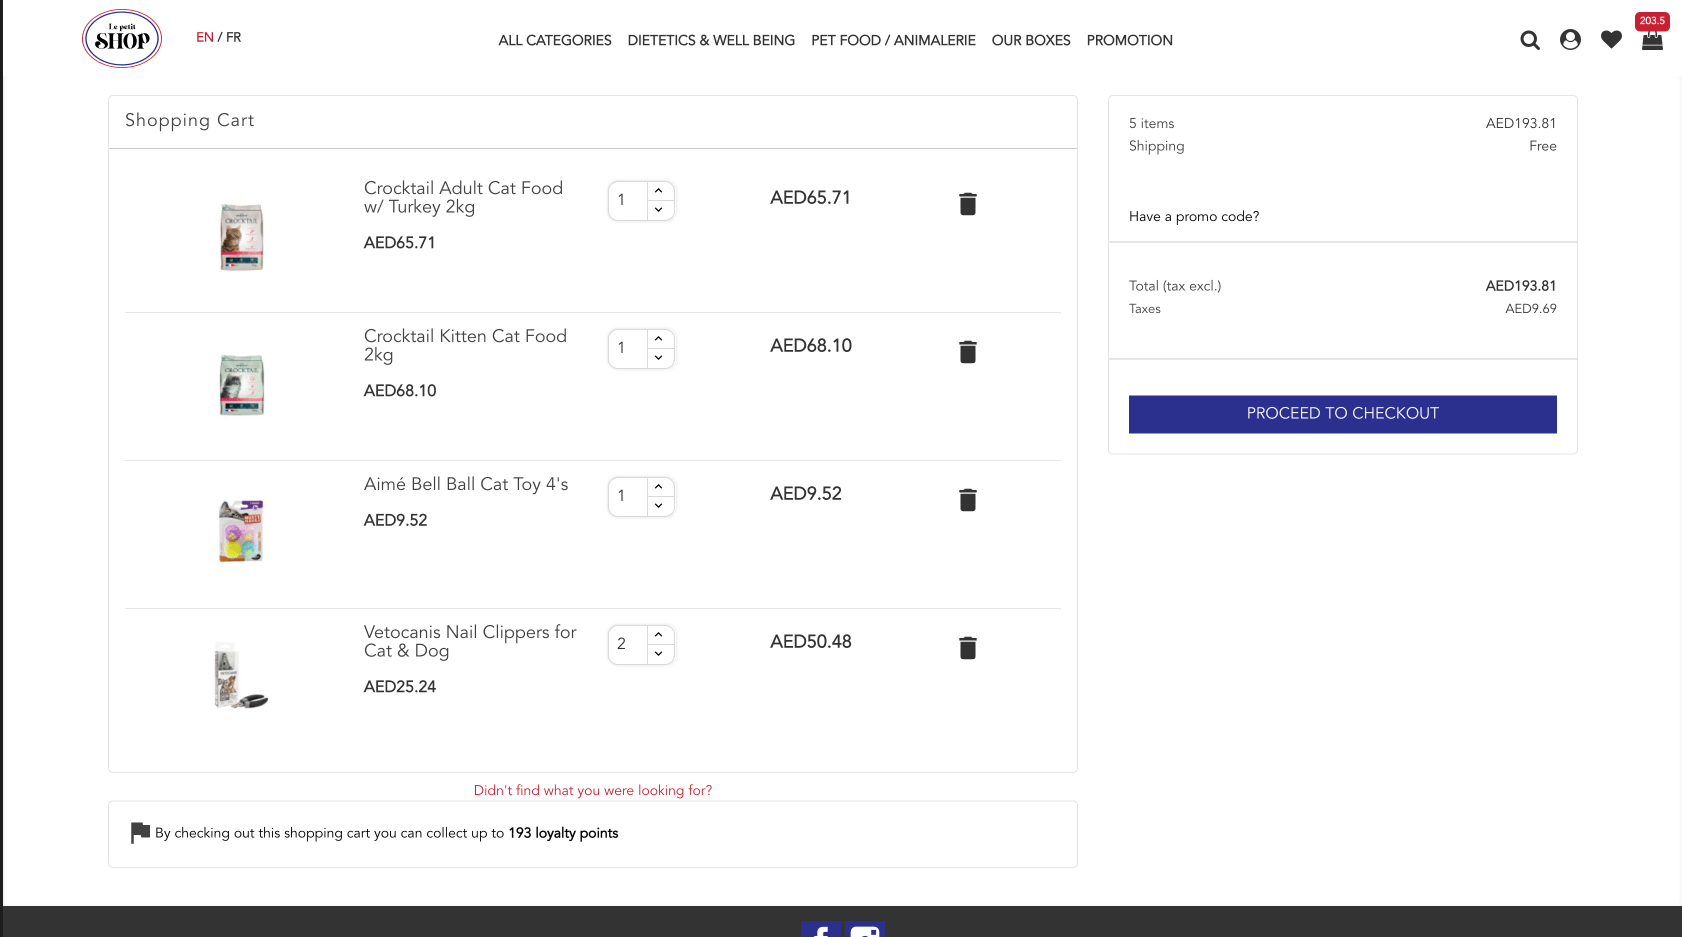 Le petit
SHOP
EN / FR
ALL CATEGORIES DIETETICS & WELL BEING PET FOOD / ANIMALERIE OUR BOXES PROMOTION
203.5
Shopping Cart
CROCKTAIL
Crocktail Adult Cat Food
w/ Turkey 2kg
AED65.71
1
AED65.71
CROCKTAIL
Crocktail Kitten Cat Food
2kg
AED68.10
1
AED68.10
Aimé Bell Ball Cat Toy 4's
AED9.52
1
AED9.52
Vetocanis Nail Clippers for
Cat & Dog
AED25.24
2
AED50.48
Didn't find what you were looking for?
By checking out this shopping cart you can collect up to 193 loyalty points
5 items AED193.81
Shipping Free
Have a promo code?
Total (tax excl.) AED193.81
Taxes AED9.69
PROCEED TO CHECKOUT